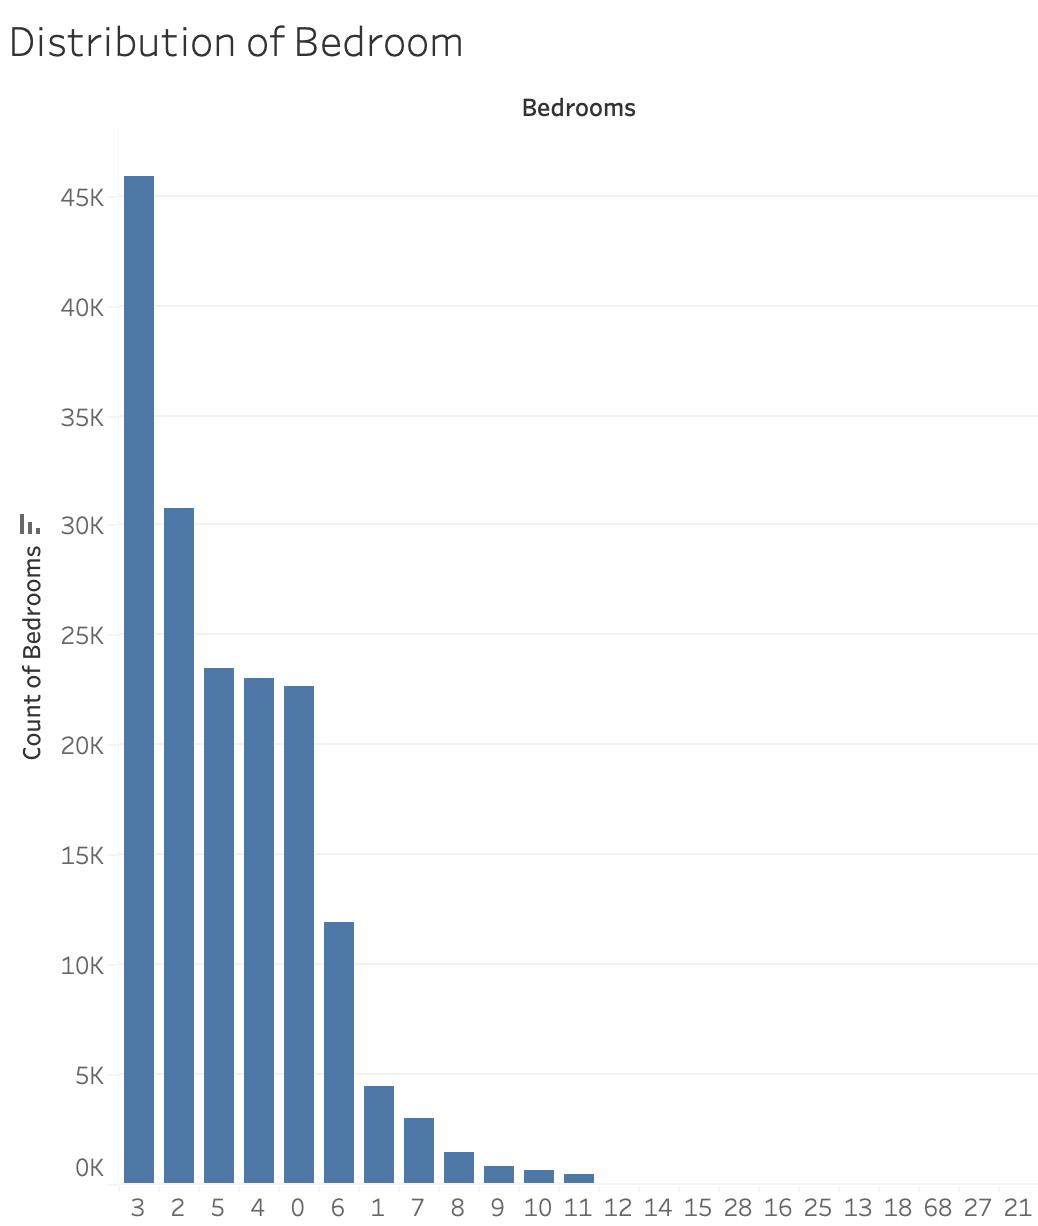 Distribution of Bedroom
Bedrooms
45K
40K
35K
30K
25K
20K
15K
10K
5K
0K
Count of Bedrooms
3 2 5 4 0 6 1 7 8 9 10 11 12 14 15 28 16 25 13 18 68 27 21